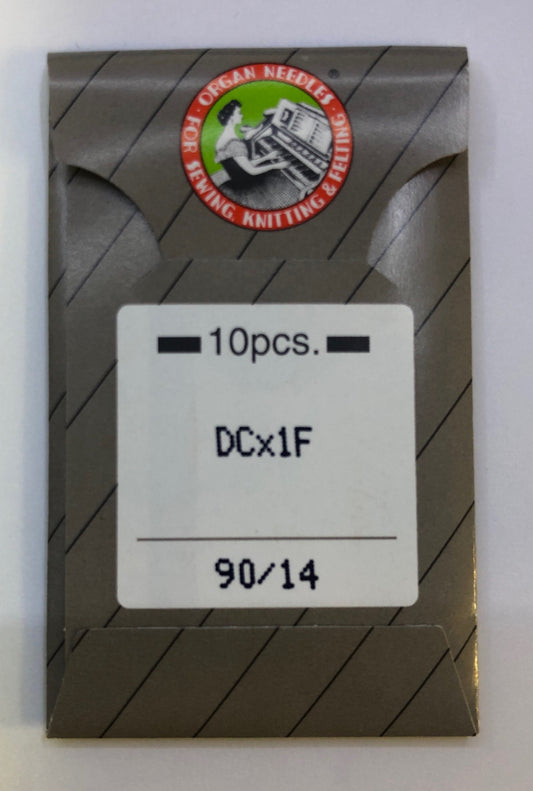 · ORGAN NEEDLES ·
®
FOR SEWING, KNITTING & FELTING
10pcs.
DCx1F
90/14